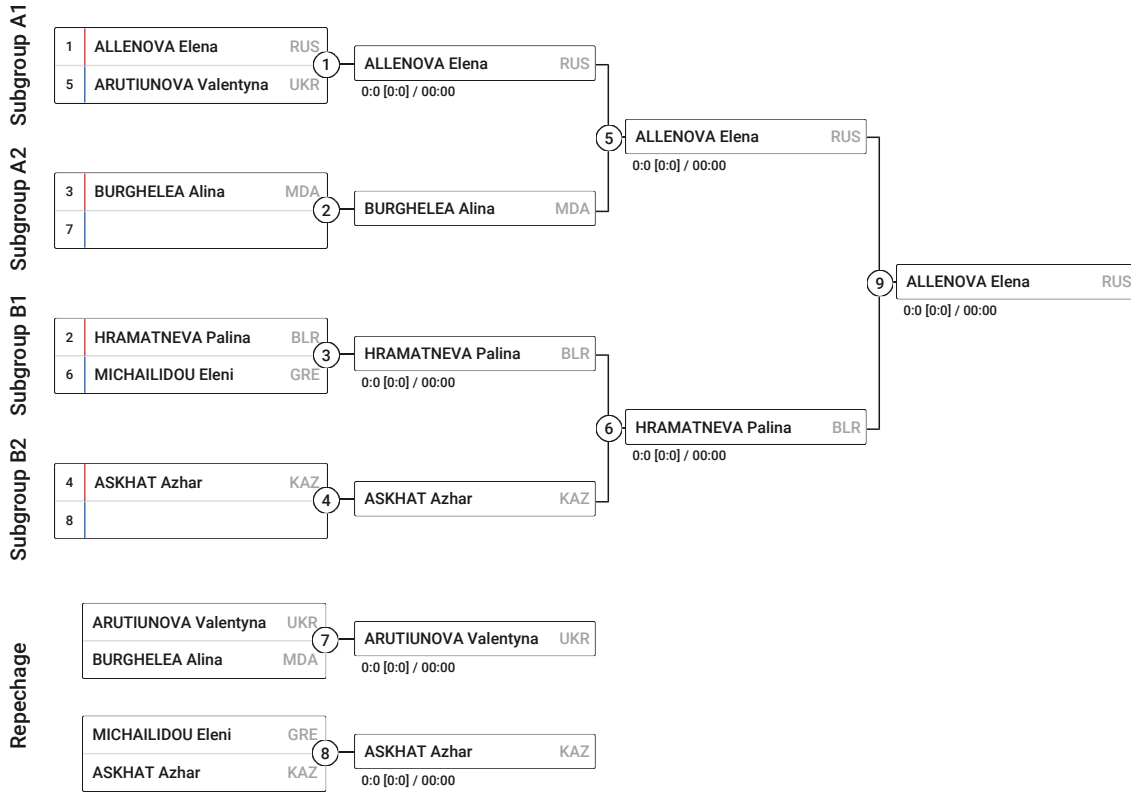 Subgroup A1
1 ALLENOVA Elena RUS
5 ARUTIUNOVA Valentyna UKR
1
ALLENOVA Elena RUS
0:0 [0:0] / 00:00
Subgroup A2
3 BURGHELEA Alina MDA
7
2
BURGHELEA Alina MDA
5
ALLENOVA Elena RUS
0:0 [0:0] / 00:00
Subgroup B1
2 HRAMATNEVA Palina BLR
6 MICHAILIDOU Eleni GRE
3
HRAMATNEVA Palina BLR
0:0 [0:0] / 00:00
Subgroup B2
4 ASKHAT Azhar KAZ
8
4
ASKHAT Azhar KAZ
6
HRAMATNEVA Palina BLR
0:0 [0:0] / 00:00
9
ALLENOVA Elena RUS
0:0 [0:0] / 00:00
Repechage
ARUTIUNOVA Valentyna UKR
BURGHELEA Alina MDA
7
ARUTIUNOVA Valentyna UKR
0:0 [0:0] / 00:00
MICHAILIDOU Eleni GRE
ASKHAT Azhar KAZ
8
ASKHAT Azhar KAZ
0:0 [0:0] / 00:00